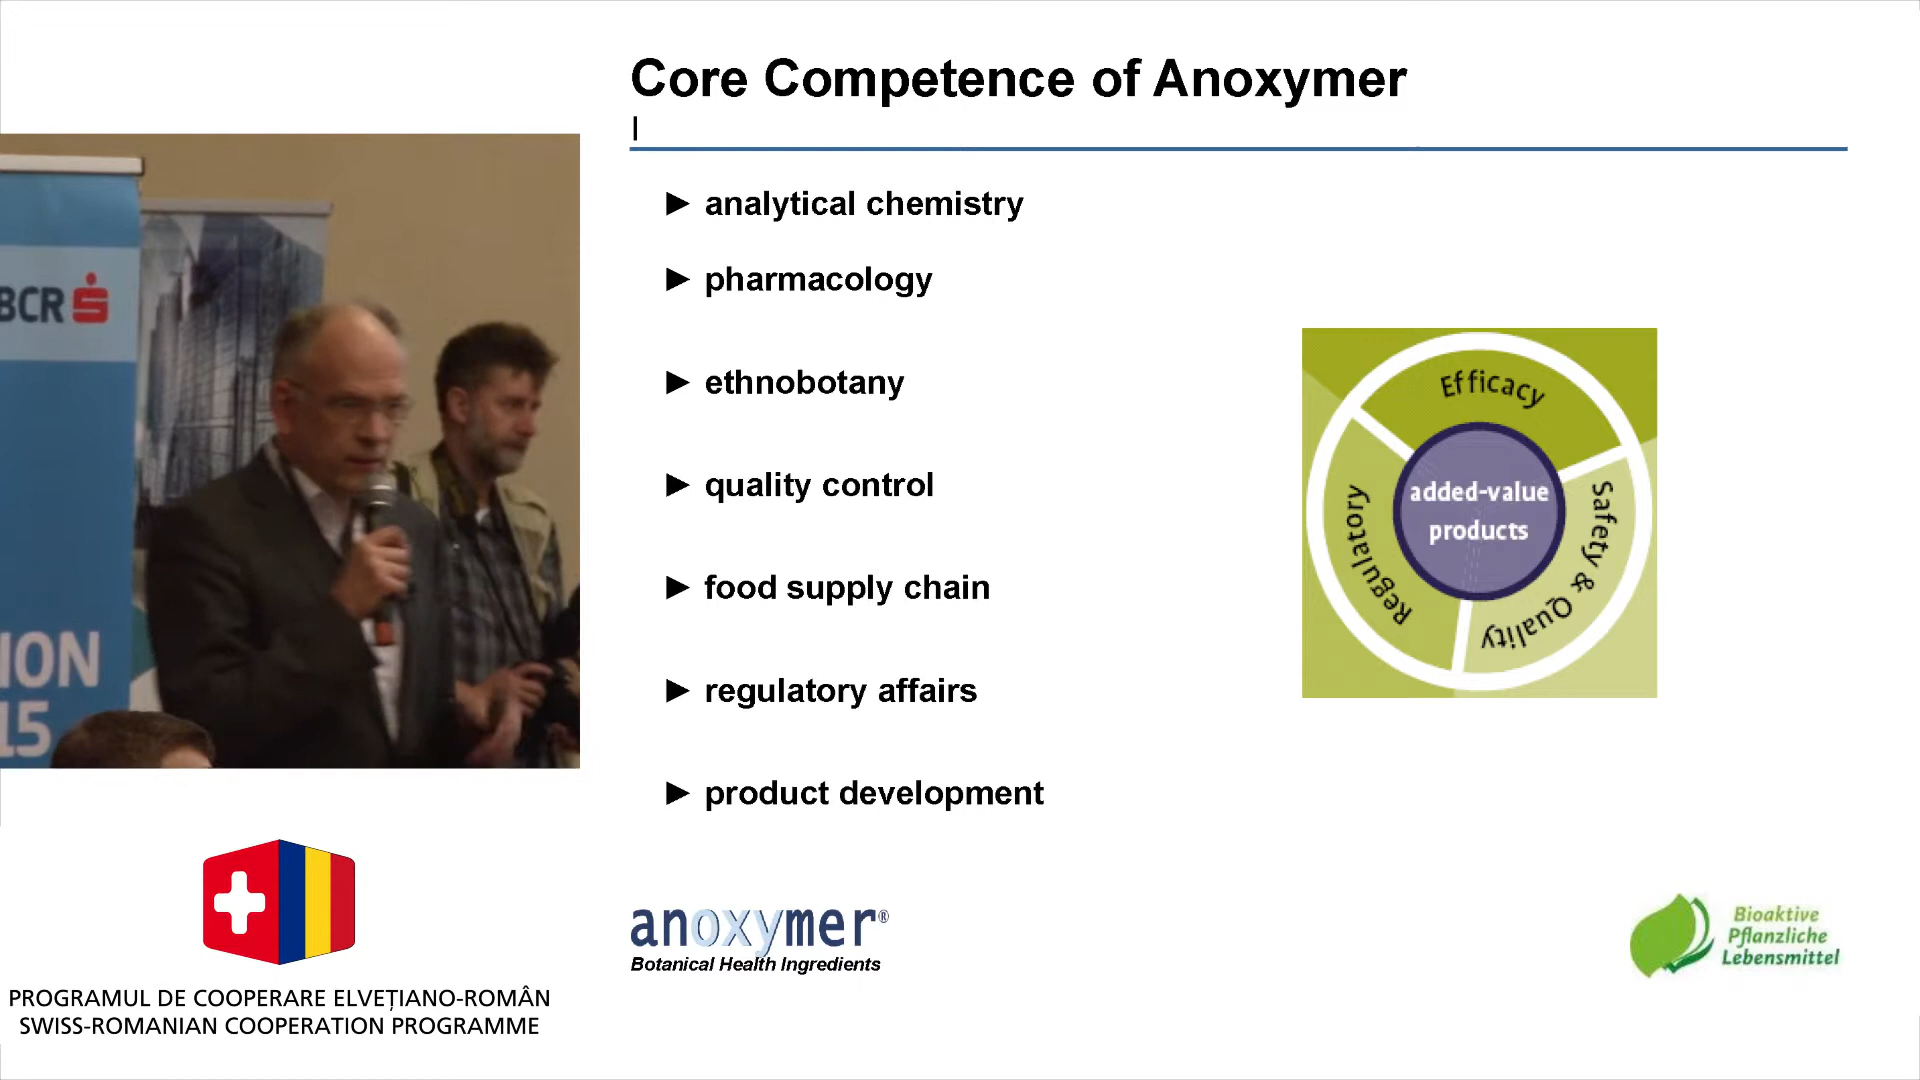 Core Competence of Anoxymer
► analytical chemistry
► pharmacology
► ethnobotany
► quality control
► food supply chain
► regulatory affairs
► product development
Efficacy
Safety & Quality
Regulatory
added-value
products
BCR
ION
15
anoxymer®
Botanical Health Ingredients
Bioaktive
Pflanzliche
Lebensmittel
PROGRAMUL DE COOPERARE ELVEȚIANO-ROMÂN
SWISS-ROMANIAN COOPERATION PROGRAMME